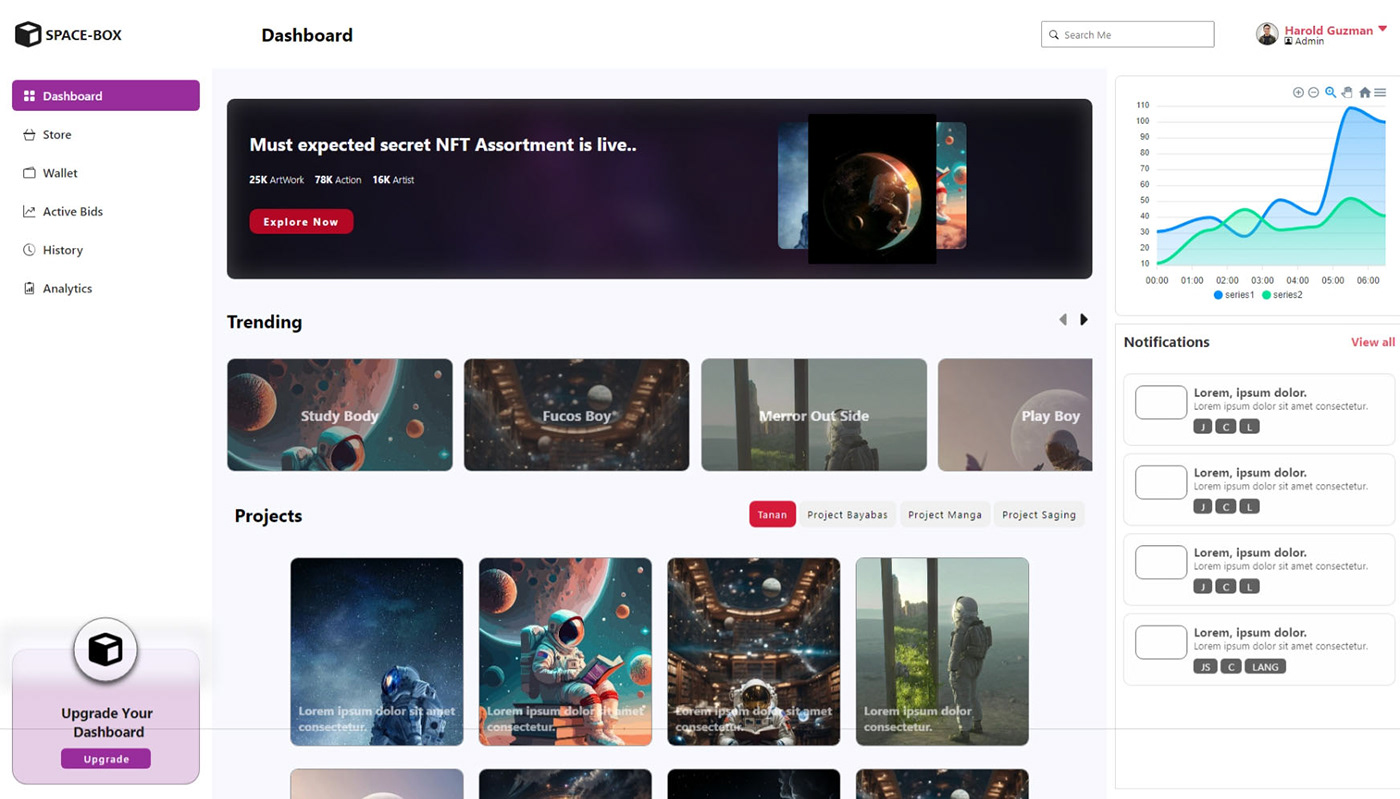 SPACE-BOX
Dashboard
Search Me
Harold Guzman
Admin
Dashboard
Store
Wallet
Active Bids
History
Analytics
Upgrade Your
Dashboard
Upgrade
Must expected secret NFT Assortment is live..
25K ArtWork 78K Action 16K Artist
Explore Now
Trending
Study Body
Fucos Boy
Merror Out Side
Play Boy
Projects
Tanan
Project Bayabas
Project Manga
Project Saging
Lorem ipsum dolor sit amet
consectetur.
Lorem ipsum dolor sit amet
consectetur.
Lorem ipsum dolor sit amet
consectetur.
Lorem ipsum dolor
consectetur.
110
100
90
80
70
60
50
40
30
20
10
00:00 01:00 02:00 03:00 04:00 05:00 06:00
series1 series2
Notifications
View all
Lorem, ipsum dolor.
Lorem ipsum dolor sit amet consectetur.
J C L
Lorem, ipsum dolor.
Lorem ipsum dolor sit amet consectetur.
J C L
Lorem, ipsum dolor.
Lorem ipsum dolor sit amet consectetur.
J C L
Lorem, ipsum dolor.
Lorem ipsum dolor sit amet consectetur.
JS C LANG